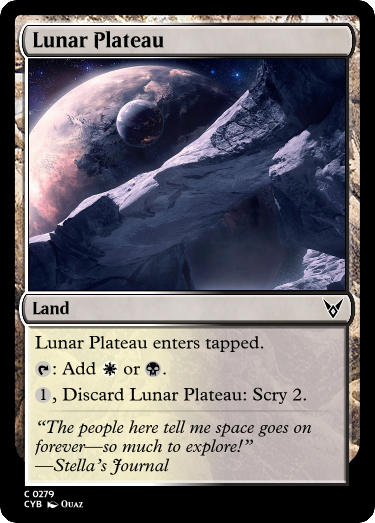 Lunar Plateau
Land
Lunar Plateau enters tapped.
: Add or .
1, Discard Lunar Plateau: Scry 2.
“The people here tell me space goes on
forever—so much to explore!”
—Stella’s Journal
C 0279
CYB Quaz